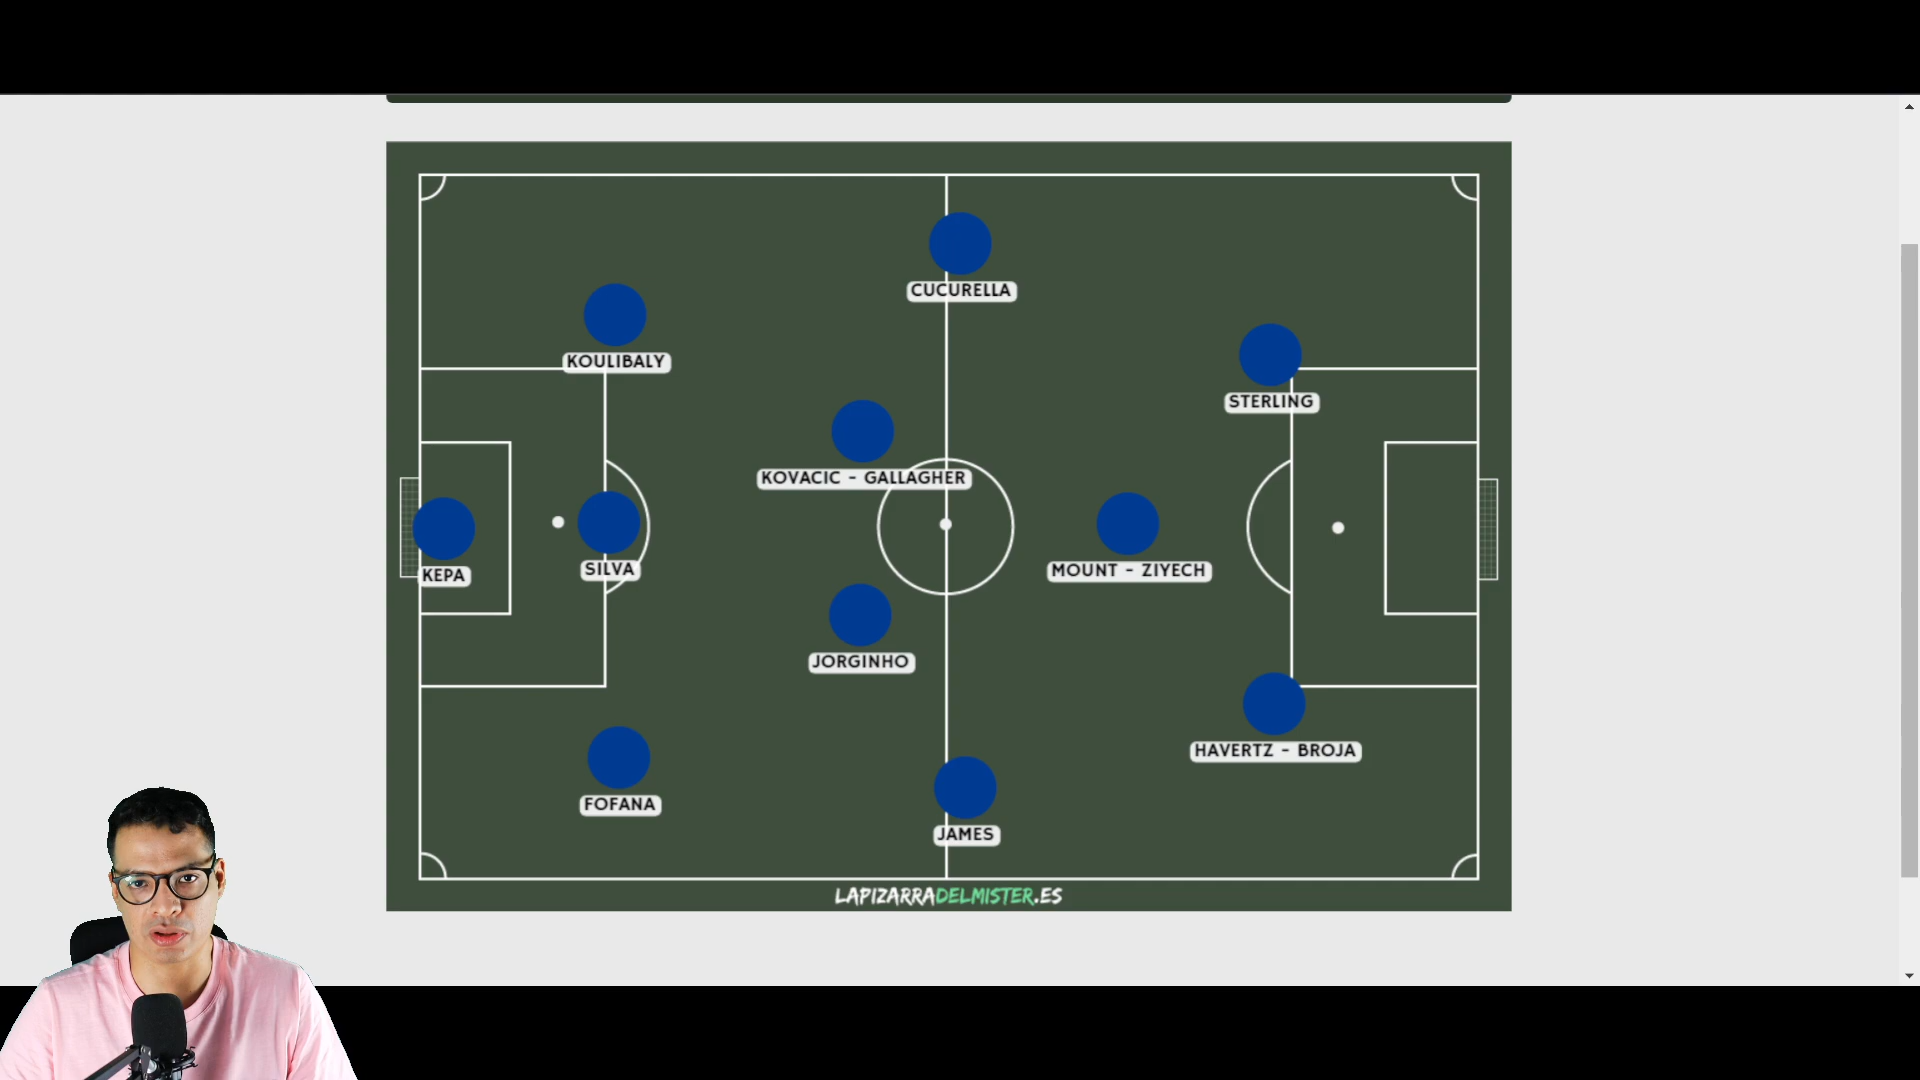 CUCURELLA
KOULIBALY
STERLING
KOVACIC - GALLAGHER
KEPA
SILVA
MOUNT - ZIYECH
JORGINHO
HAVERTZ - BROJA
FOFANA
JAMES
LAPIZARRADELMISTER.ES